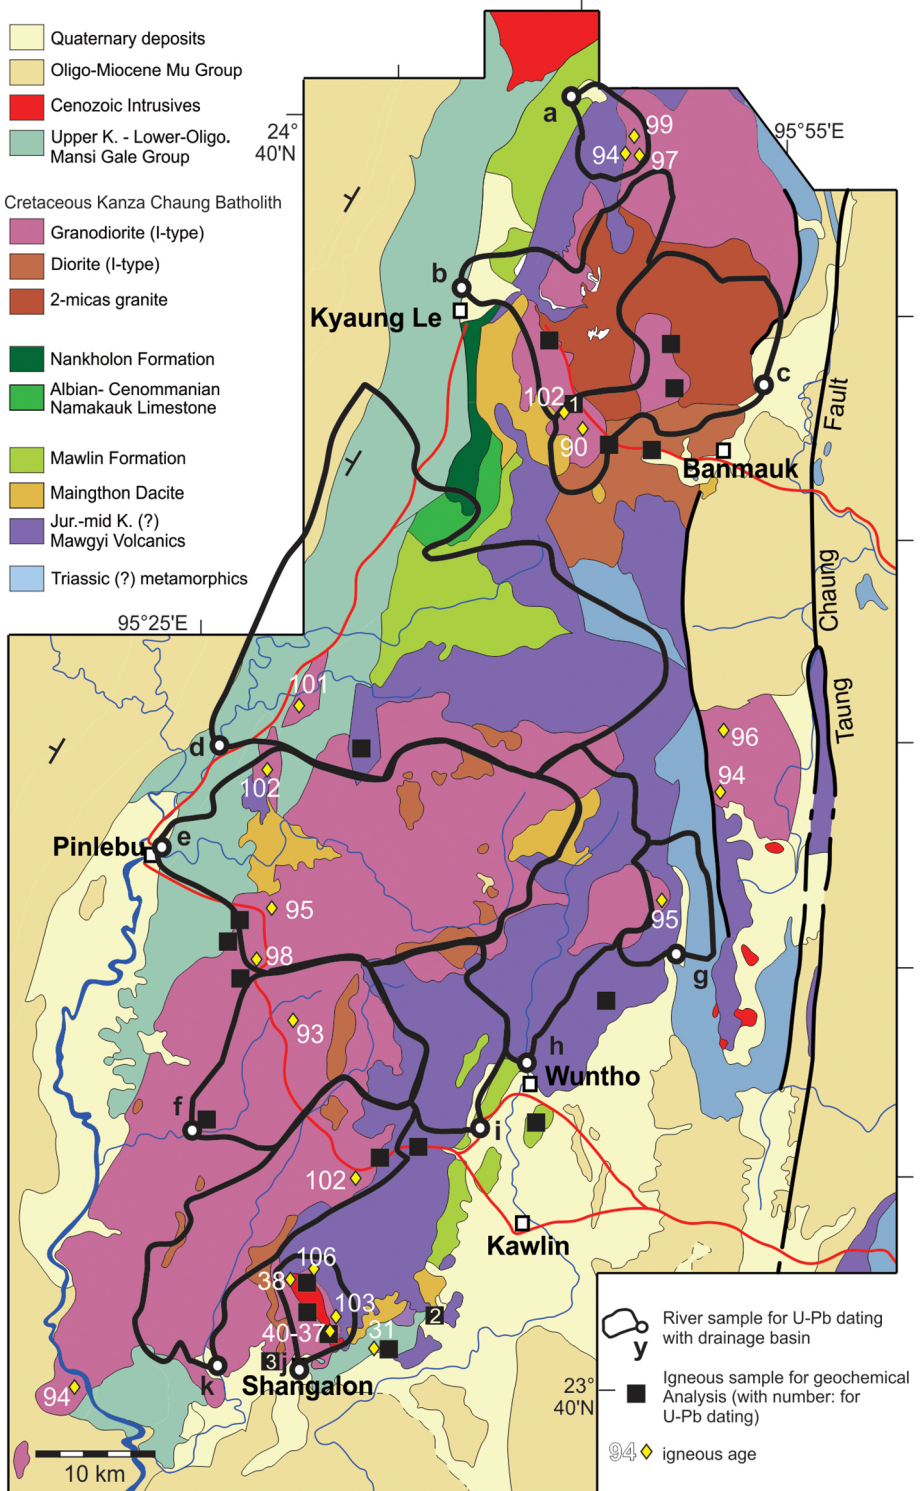 Quaternary deposits
Oligo-Miocene Mu Group
Cenozoic Intrusives
Upper K. - Lower-Oligo.
Mansi Gale Group
Cretaceous Kanza Chaung Batholith
Granodiorite (I-type)
Diorite (I-type)
2-micas granite
Nankholon Formation
Albian- Cenommanian
Namakauk Limestone
Mawlin Formation
Maingthon Dacite
Jur.-mid K. (?)
Mawgyi Volcanics
Triassic (?) metamorphics
24°
40'N
95°55'E
95°25'E
a
99
94
97
b
Kyaung Le
c
102
1
90
Banmauk
Fault
Chaung
Taung
101
d
102
96
94
Pinlebu
e
95
98
95
g
93
h
Wuntho
f
i
102
Kawlin
106
38
103
40-37
31
2
3
j
k
Shangalon
94
10 km
23°
40'N
River sample for U-Pb dating
with drainage basin
y
Igneous sample for geochemical
Analysis (with number: for
U-Pb dating)
94
igneous age